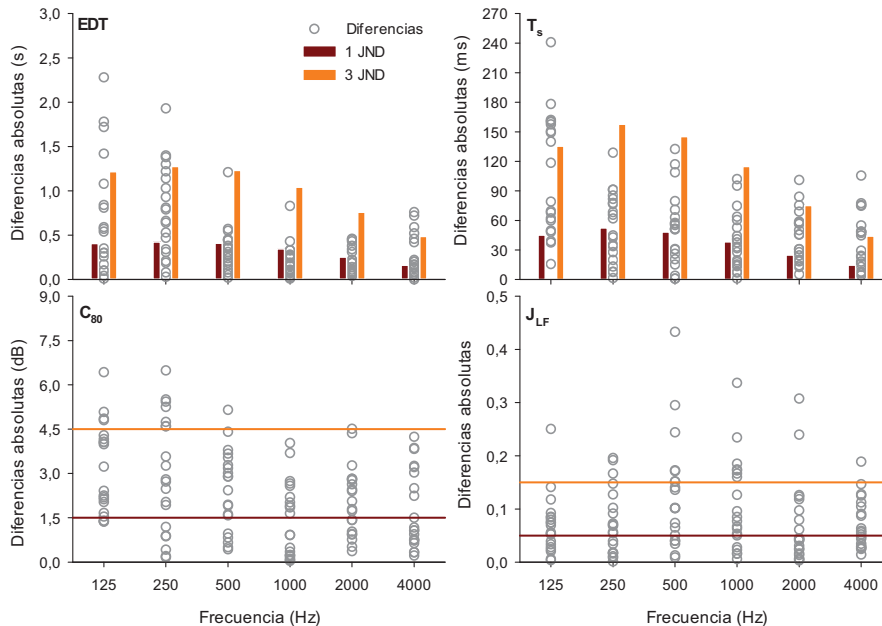 EDT
Diferencias absolutas (s)
3,0
2,5
2,0
1,5
1,0
0,5
0,0
Diferencias
1 JND
3 JND
Ts
Diferencias absolutas (ms)
270
240
210
180
150
120
90
60
30
0
C80
Diferencias absolutas (dB)
9,0
7,5
6,0
4,5
3,0
1,5
0,0
125 250 500 1000 2000 4000
Frecuencia (Hz)
JLF
Diferencias absolutas
0,5
0,4
0,3
0,2
0,1
0,0
125 250 500 1000 2000 4000
Frecuencia (Hz)